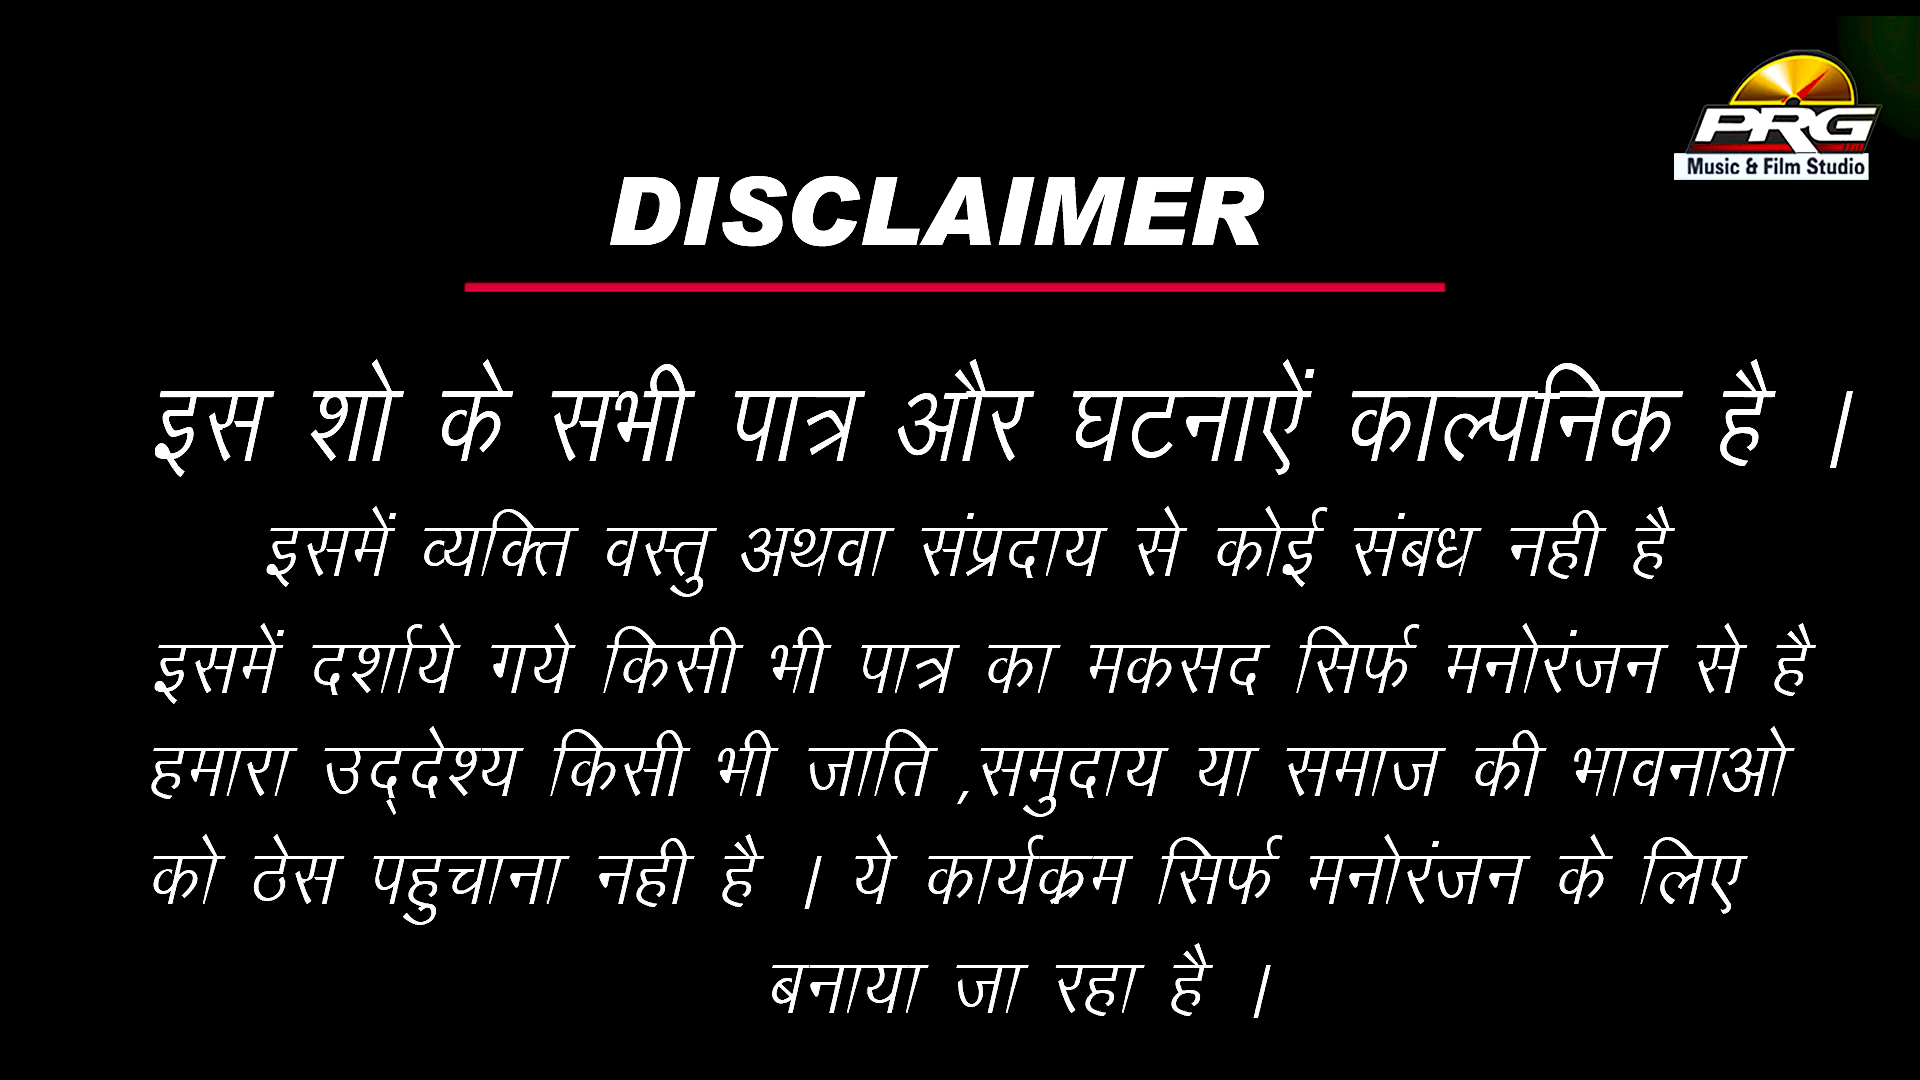 PRG
Music & Film Studio
DISCLAIMER
इस शो के सभी पात्र और घटनाऐं काल्पनिक है ।
इसमें व्यक्ति वस्तु अथवा संप्रदाय से कोई संबध नही है
इसमें दर्शाये गये किसी भी पात्र का मकसद सिर्फ मनोरंजन से है
हमारा उद्‌देश्य किसी भी जाति ,समुदाय या समाज की भावनाओ
को ठेस पहुचाना नही है । ये कार्यक्रम सिर्फ मनोरंजन के लिए
बनाया जा रहा है ।